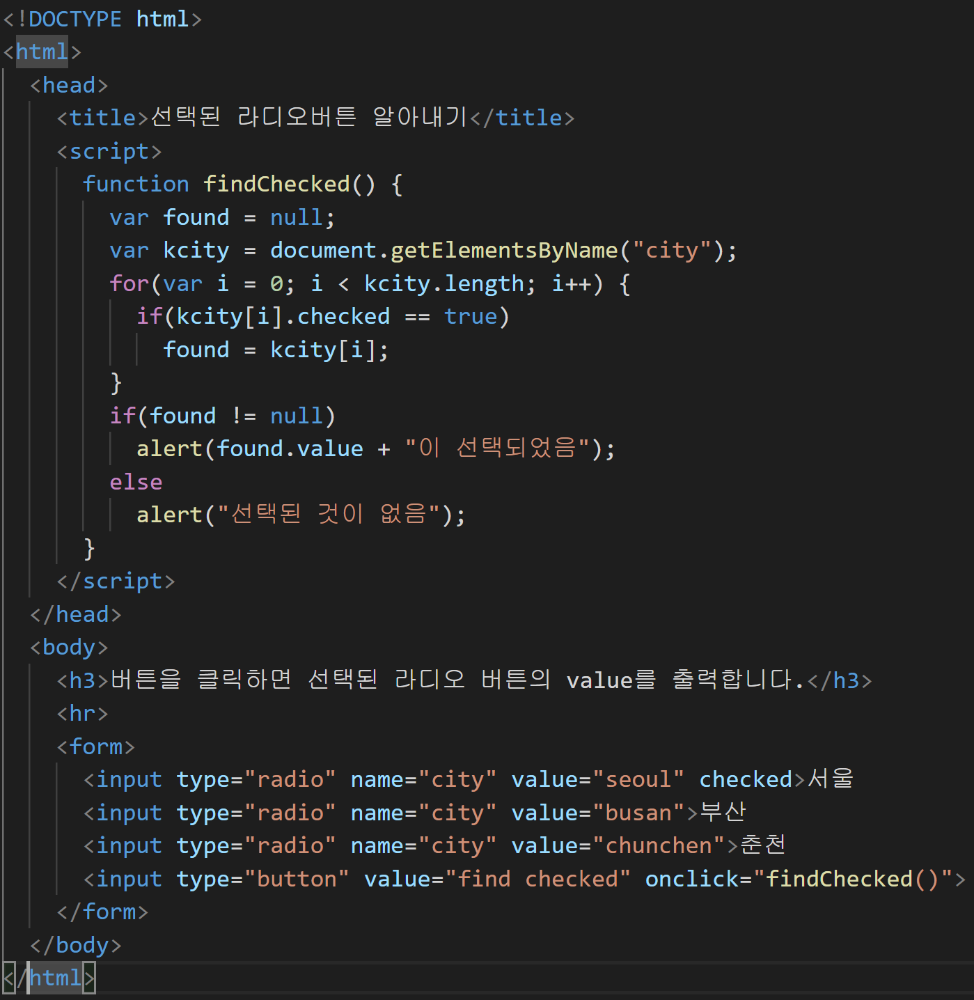 <!DOCTYPE html>
<html>
  <head>
    <title>선택된 라디오버튼 알아내기</title>
    <script>
      function findChecked() {
        var found = null;
        var kcity = document.getElementsByName("city");
        for(var i = 0; i < kcity.length; i++) {
          if(kcity[i].checked == true)
            found = kcity[i];
        }
        if(found != null)
          alert(found.value + "이 선택되었음");
        else
          alert("선택된 것이 없음");
      }
    </script>
  </head>
  <body>
    <h3>버튼을 클릭하면 선택된 라디오 버튼의 value를 출력합니다.</h3>
    <hr>
    <form>
      <input type="radio" name="city" value="seoul" checked>서울
      <input type="radio" name="city" value="busan">부산
      <input type="radio" name="city" value="chunchen">춘천
      <input type="button" value="find checked" onclick="findChecked()">
    </form>
  </body>
</html>